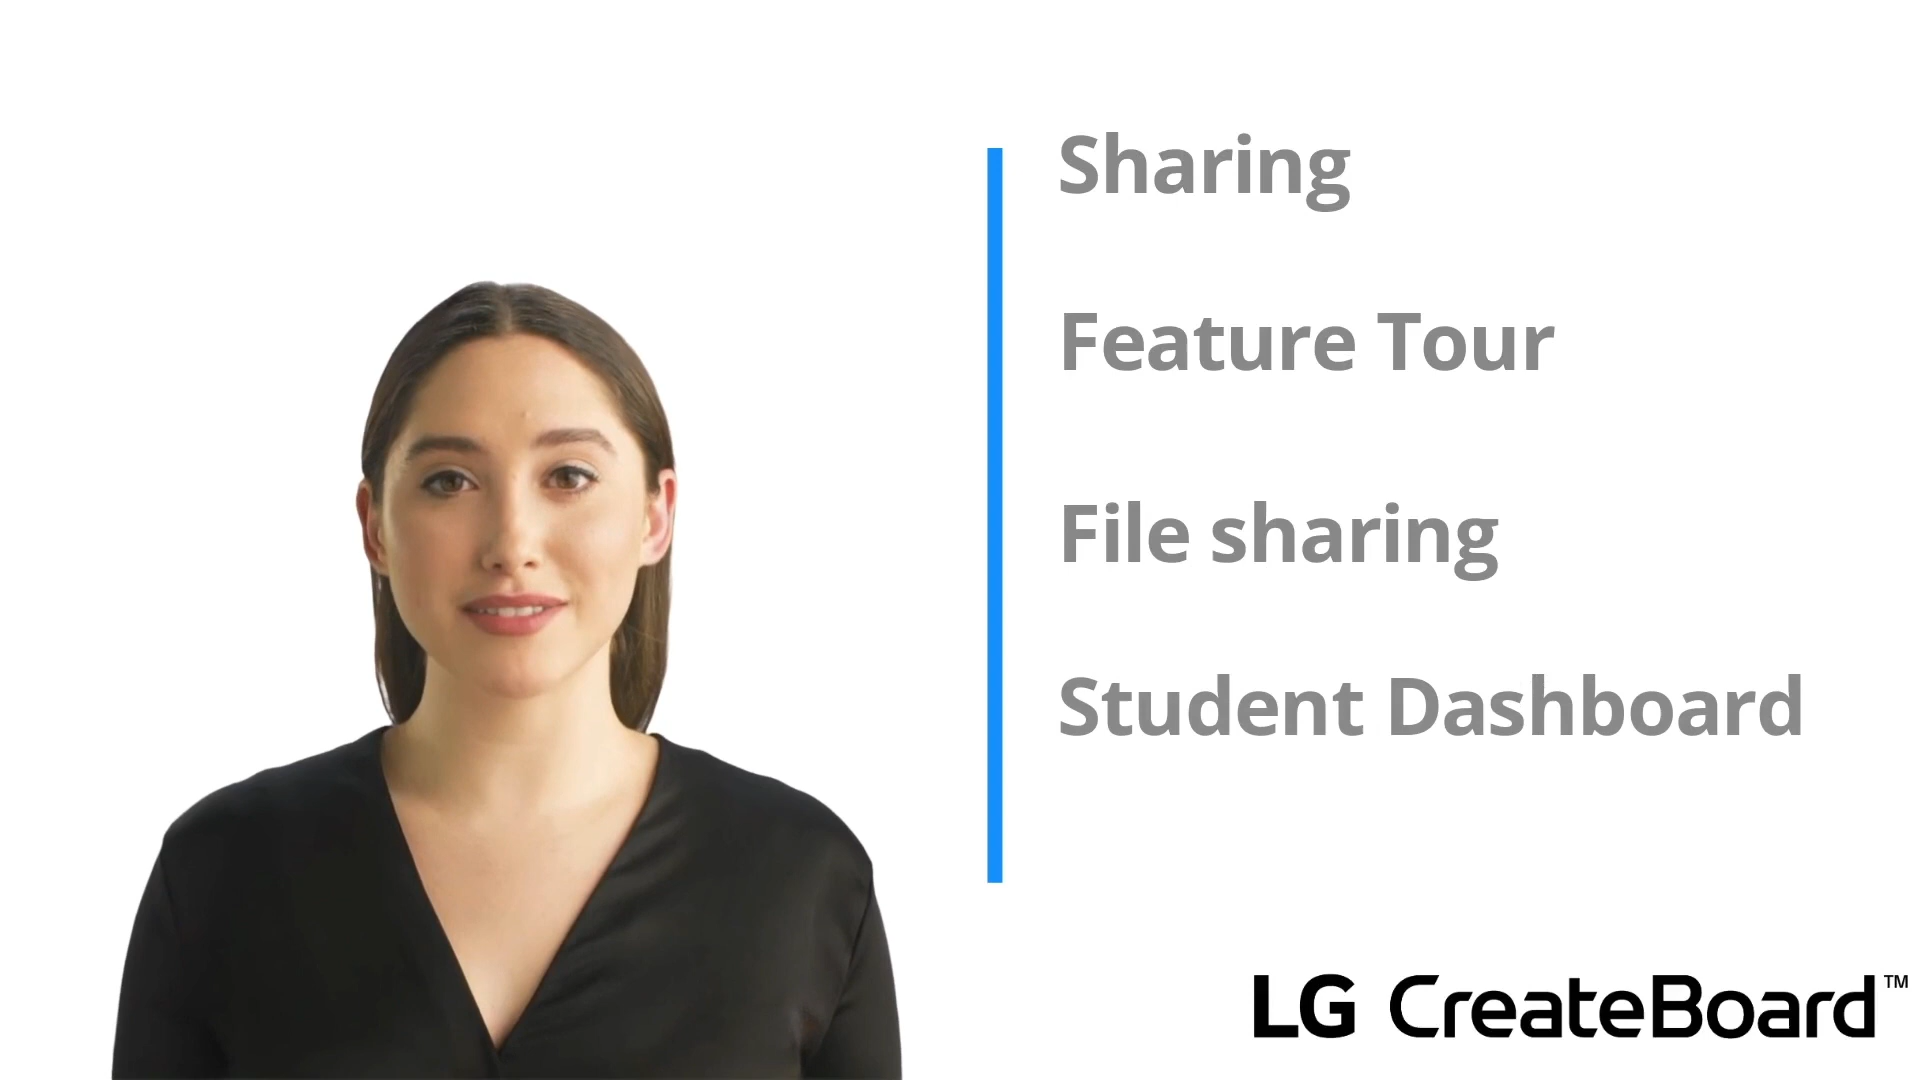 Sharing
Feature Tour
File sharing
Student Dashboard
LG CreateBoard™